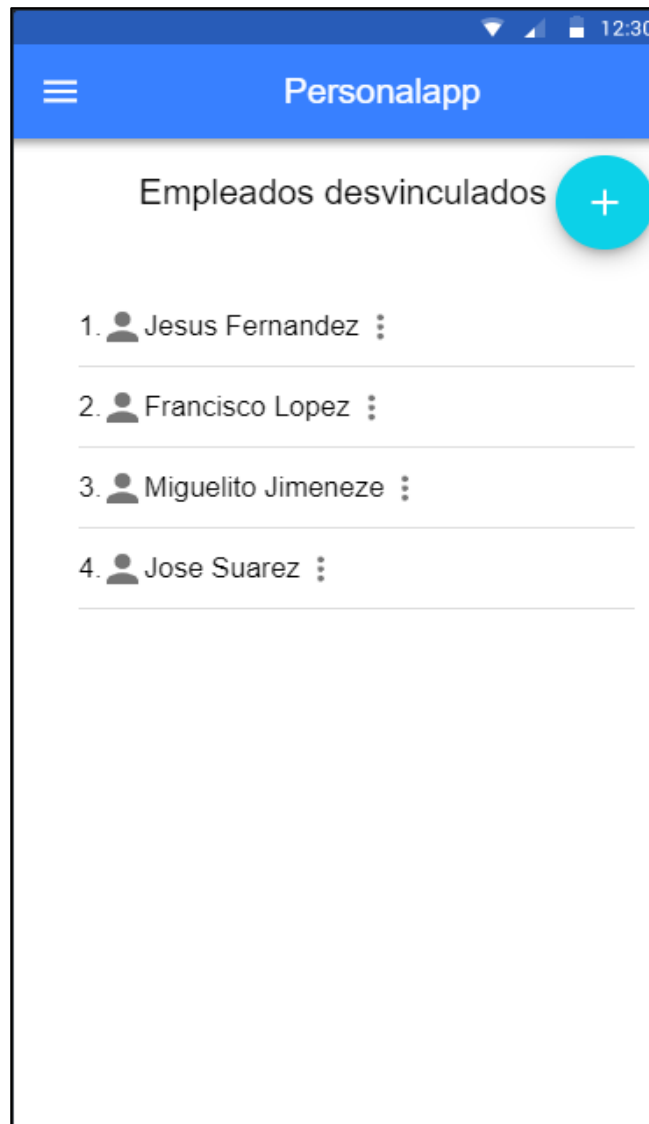 12:30
Personalapp
Empleados desvinculados
1. Jesus Fernandez
2. Francisco Lopez
3. Miguelito Jimeneze
4. Jose Suarez